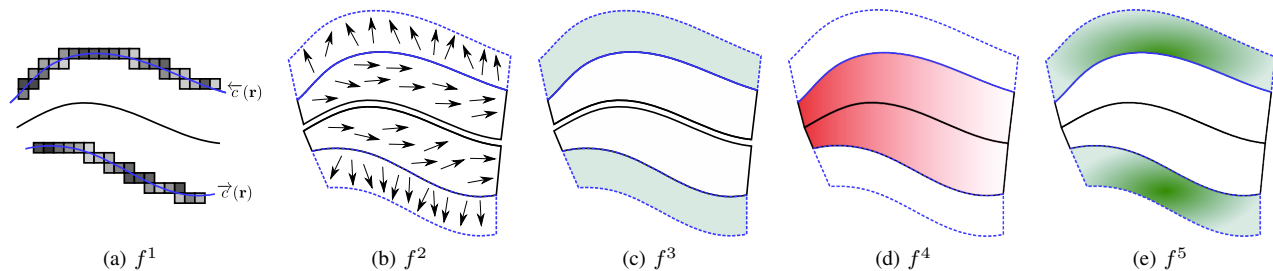 ←c(r)
→c(r)
(a) f¹
(b) f²
(c) f³
(d) f⁴
(e) f⁵